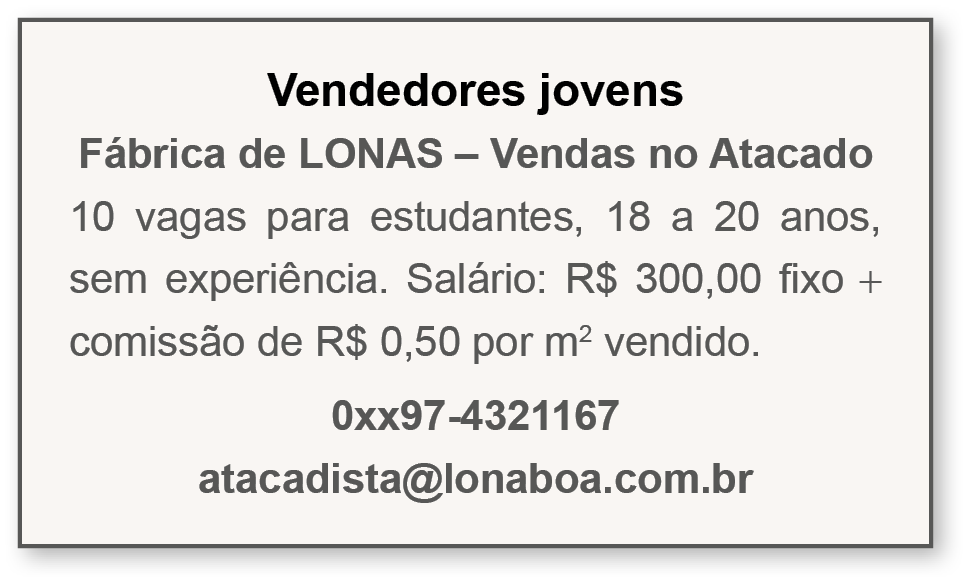 Vendedores jovens
Fábrica de LONAS – Vendas no Atacado
10 vagas para estudantes, 18 a 20 anos,
sem experiência. Salário: R$ 300,00 fixo +
comissão de R$ 0,50 por m² vendido.
0xx97-4321167
atacadista@lonaboa.com.br